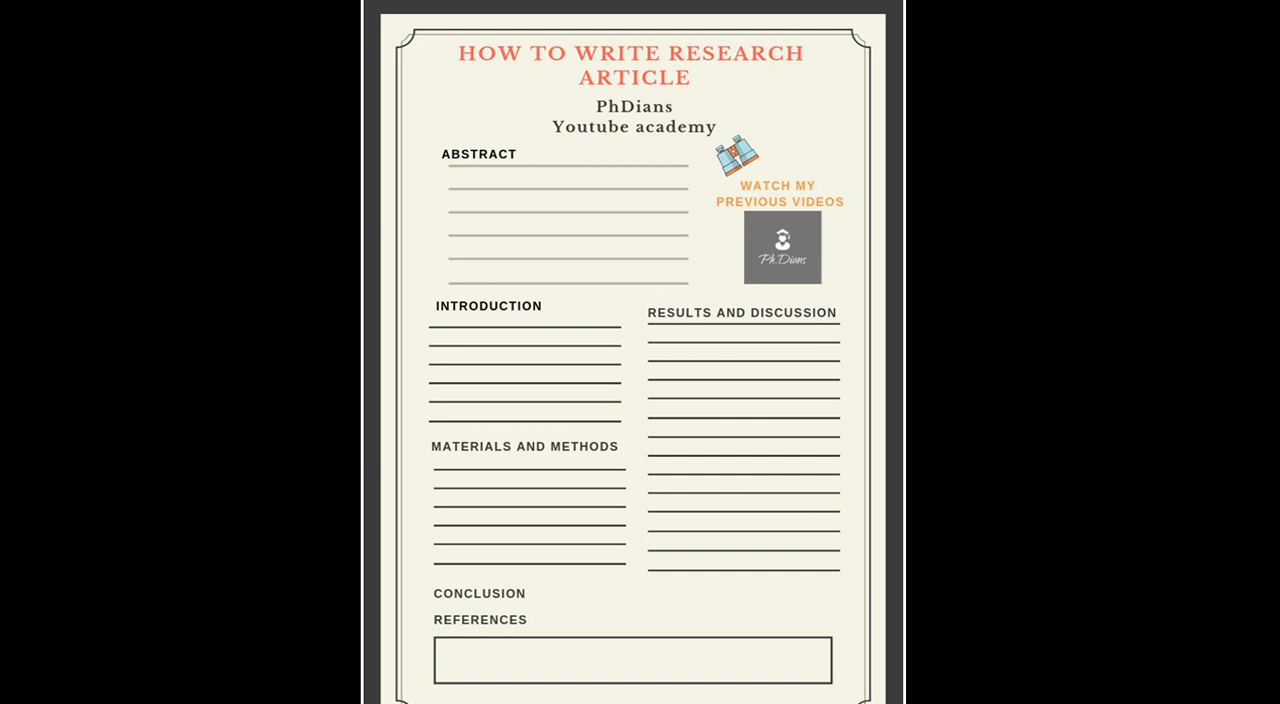 HOW TO WRITE RESEARCH
ARTICLE
PhDians
Youtube academy
ABSTRACT
WATCH MY
PREVIOUS VIDEOS
Ph.Dians
INTRODUCTION
MATERIALS AND METHODS
RESULTS AND DISCUSSION
CONCLUSION
REFERENCES